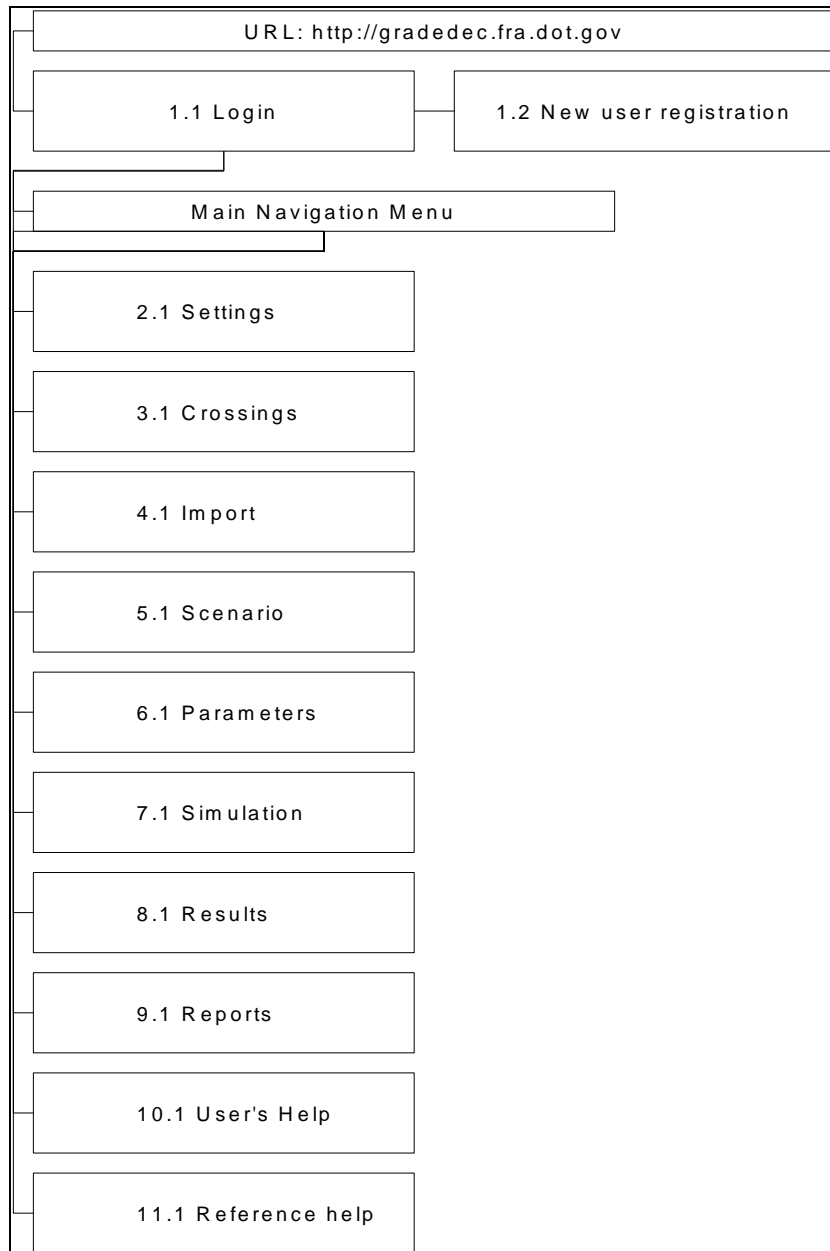 URL: http://gradedec.fra.dot.gov
1.1 Login
1.2 New user registration
Main Navigation Menu
2.1 Settings
3.1 Crossings
4.1 Import
5.1 Scenario
6.1 Parameters
7.1 Simulation
8.1 Results
9.1 Reports
10.1 User's Help
11.1 Reference help